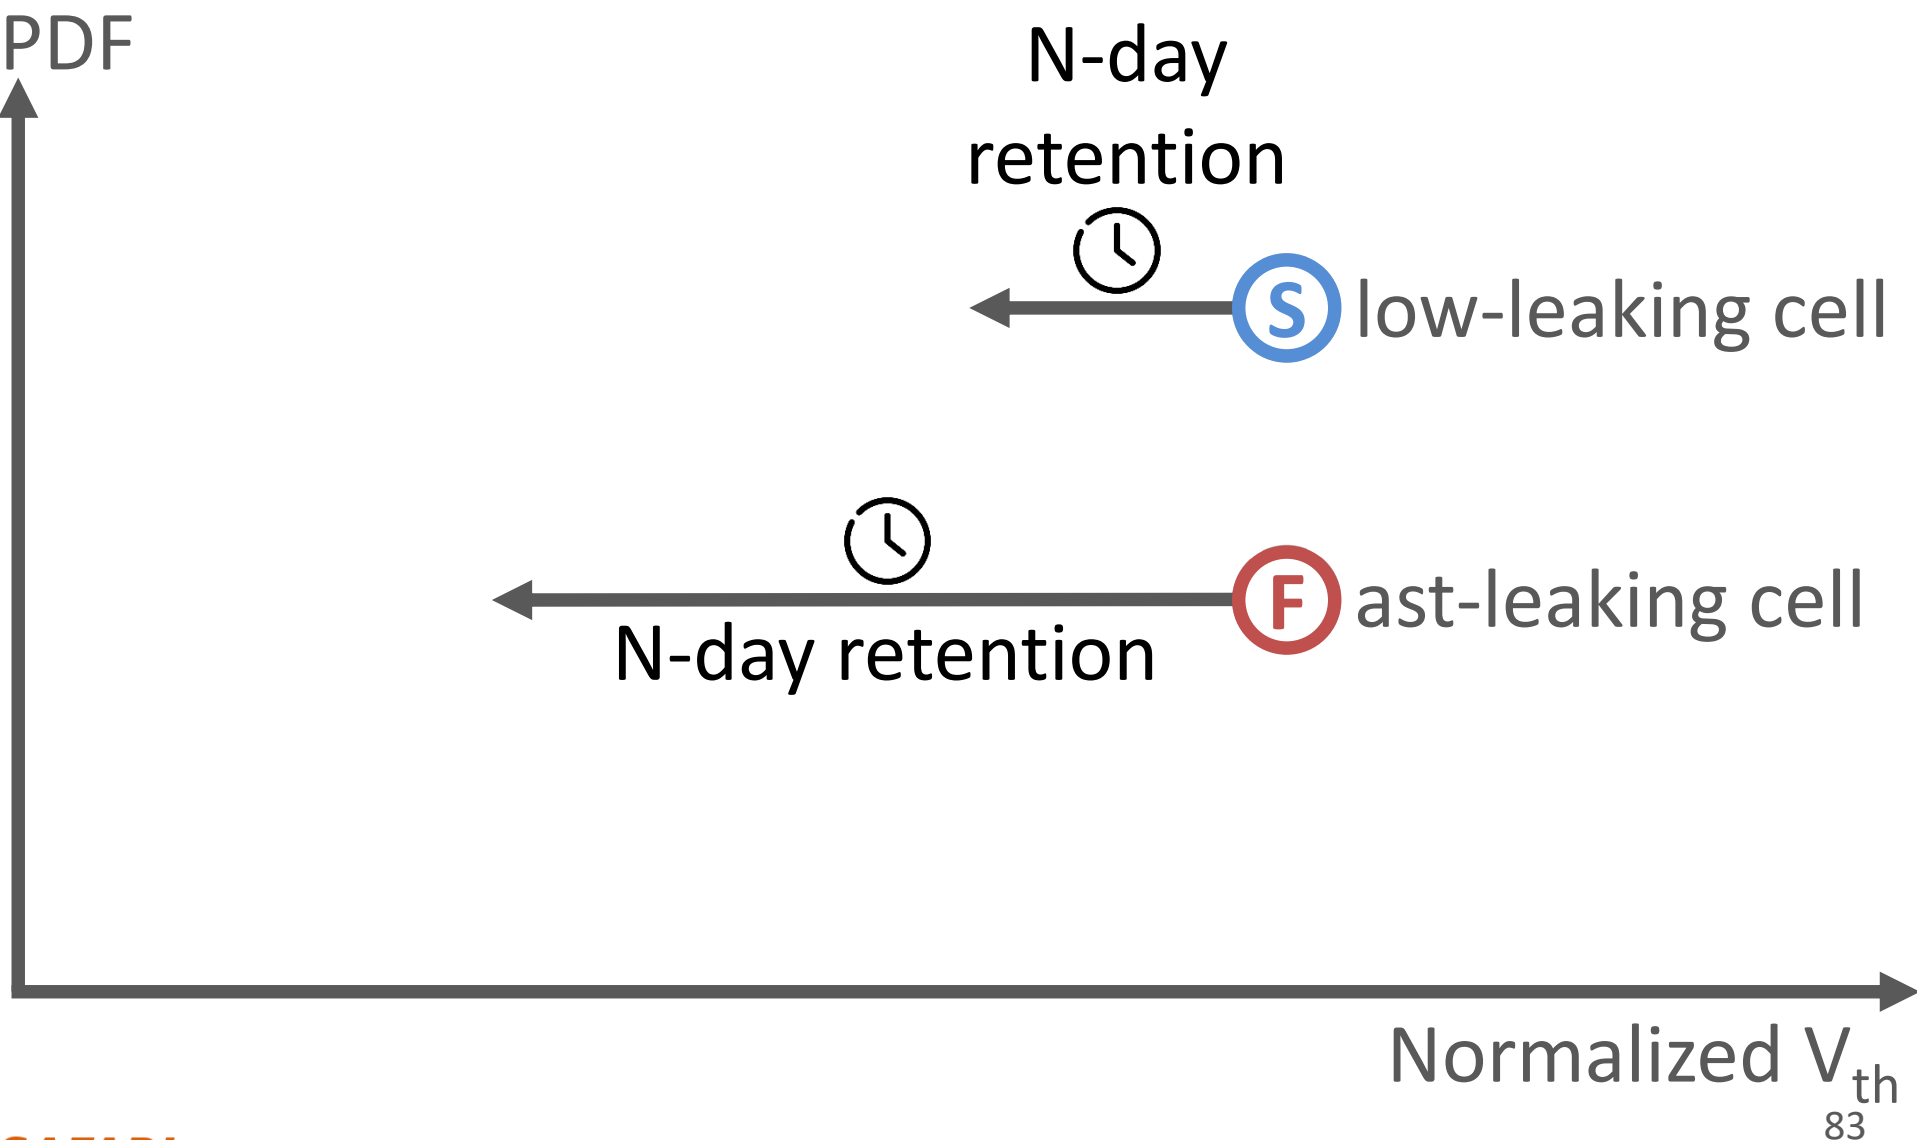 PDF
N-day
retention
S low-leaking cell
F ast-leaking cell
N-day retention
Normalized Vth
83